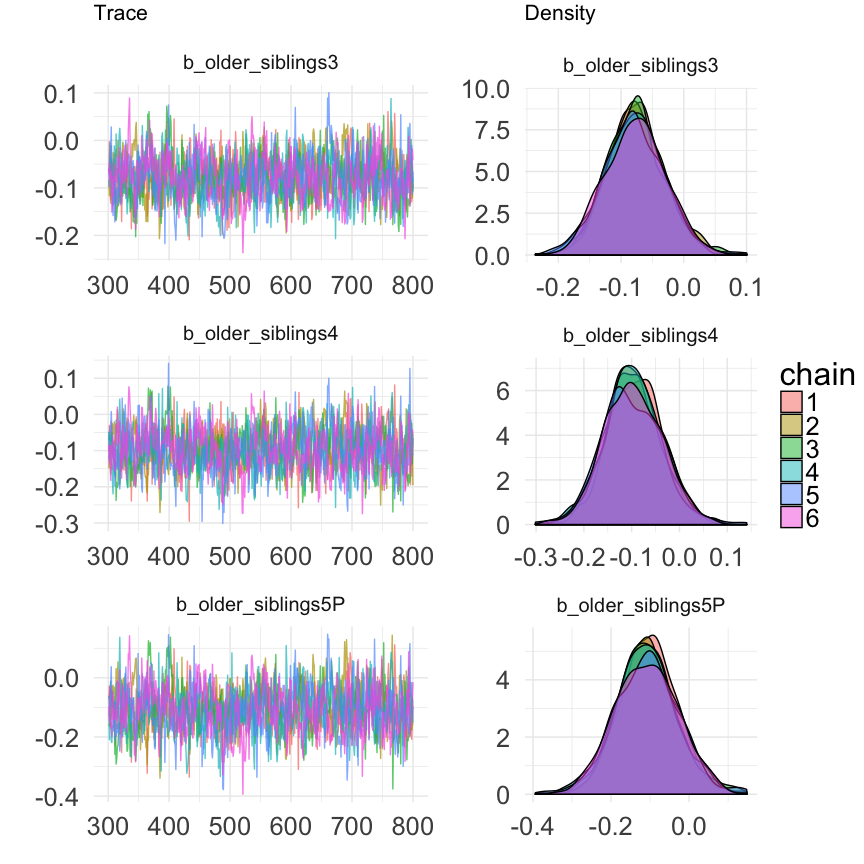 Trace
Density
b_older_siblings3
0.1
0.0
-0.1
-0.2
300 400 500 600 700 800
b_older_siblings3
10.0
7.5
5.0
2.5
0.0
-0.2 -0.1 0.0 0.1
b_older_siblings4
0.1
0.0
-0.1
-0.2
-0.3
300 400 500 600 700 800
b_older_siblings4
6
4
2
0
-0.3 -0.2 -0.1 0.0 0.1
b_older_siblings5P
0.0
-0.2
-0.4
300 400 500 600 700 800
b_older_siblings5P
4
2
0
-0.4 -0.2 0.0
chain
1
2
3
4
5
6